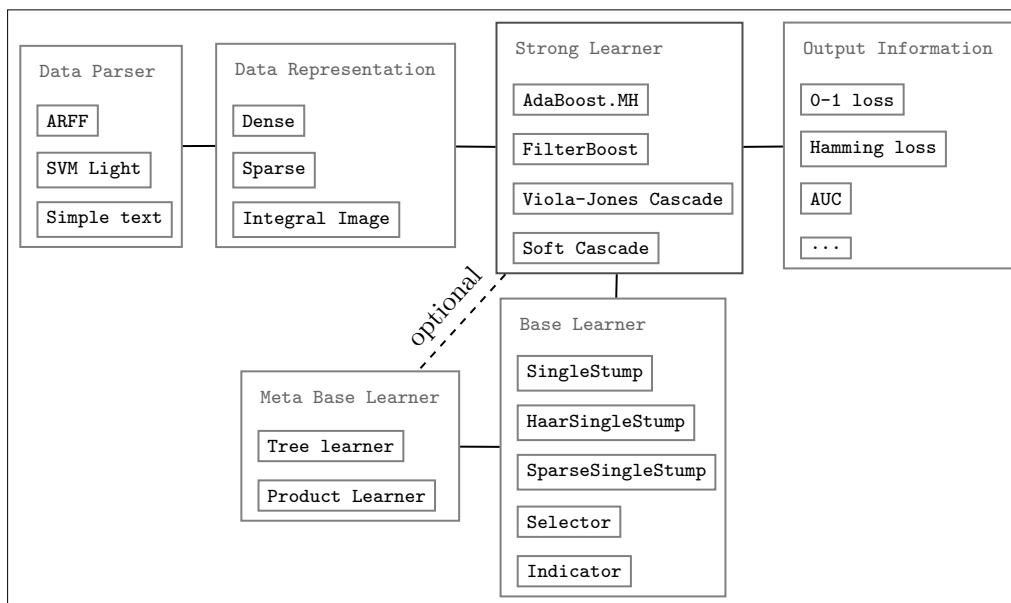 Data Parser
ARFF
SVM Light
Simple text
Data Representation
Dense
Sparse
Integral Image
Strong Learner
AdaBoost.MH
FilterBoost
Viola-Jones Cascade
Soft Cascade
Output Information
0-1 loss
Hamming loss
AUC
...
optional
Meta Base Learner
Tree learner
Product Learner
Base Learner
SingleStump
HaarSingleStump
SparseSingleStump
Selector
Indicator